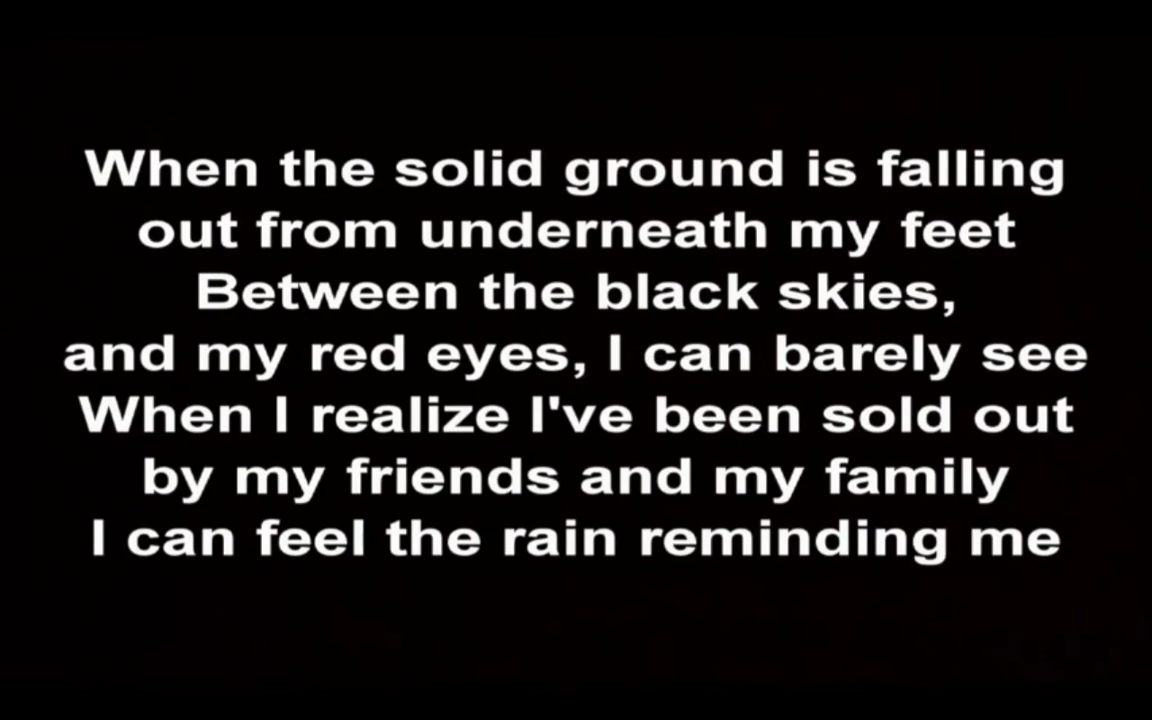 When the solid ground is falling
out from underneath my feet
Between the black skies,
and my red eyes, I can barely see
When I realize I've been sold out
by my friends and my family
I can feel the rain reminding me